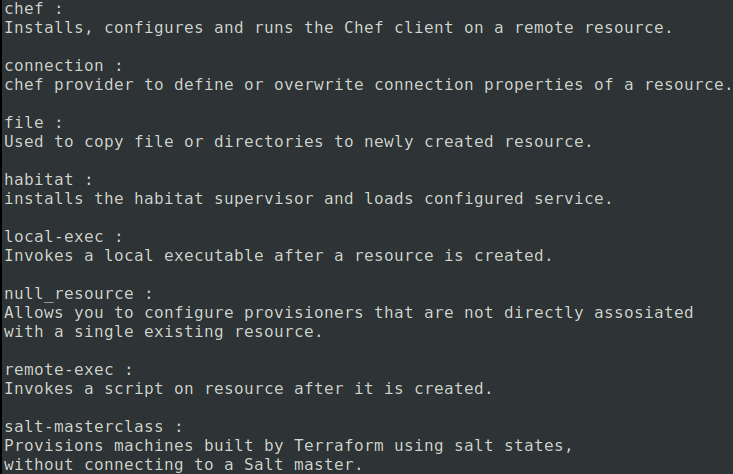 chef :
Installs, configures and runs the Chef client on a remote resource.
connection :
chef provider to define or overwrite connection properties of a resource.
file :
Used to copy file or directories to newly created resource.
habitat :
installs the habitat supervisor and loads configured service.
local-exec :
Invokes a local executable after a resource is created.
null_resource :
Allows you to configure provisioners that are not directly assosiated
with a single existing resource.
remote-exec :
Invokes a script on resource after it is created.
salt-masterclass :
Provisions machines built by Terraform using salt states,
without connecting to a Salt master.